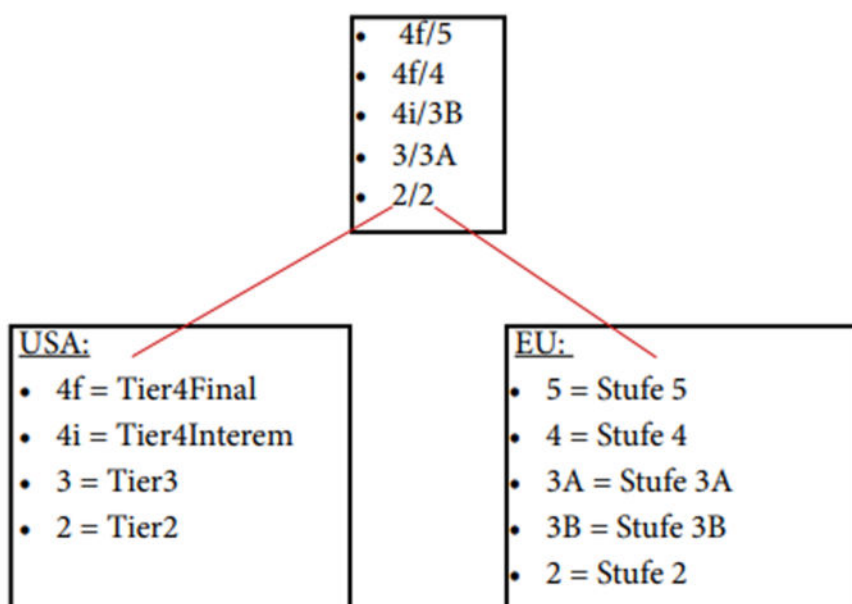 • 4f/5
• 4f/4
• 4i/3B
• 3/3A
• 2/2
USA:
• 4f = Tier4Final
• 4i = Tier4Interem
• 3 = Tier3
• 2 = Tier2
EU:
• 5 = Stufe 5
• 4 = Stufe 4
• 3A = Stufe 3A
• 3B = Stufe 3B
• 2 = Stufe 2